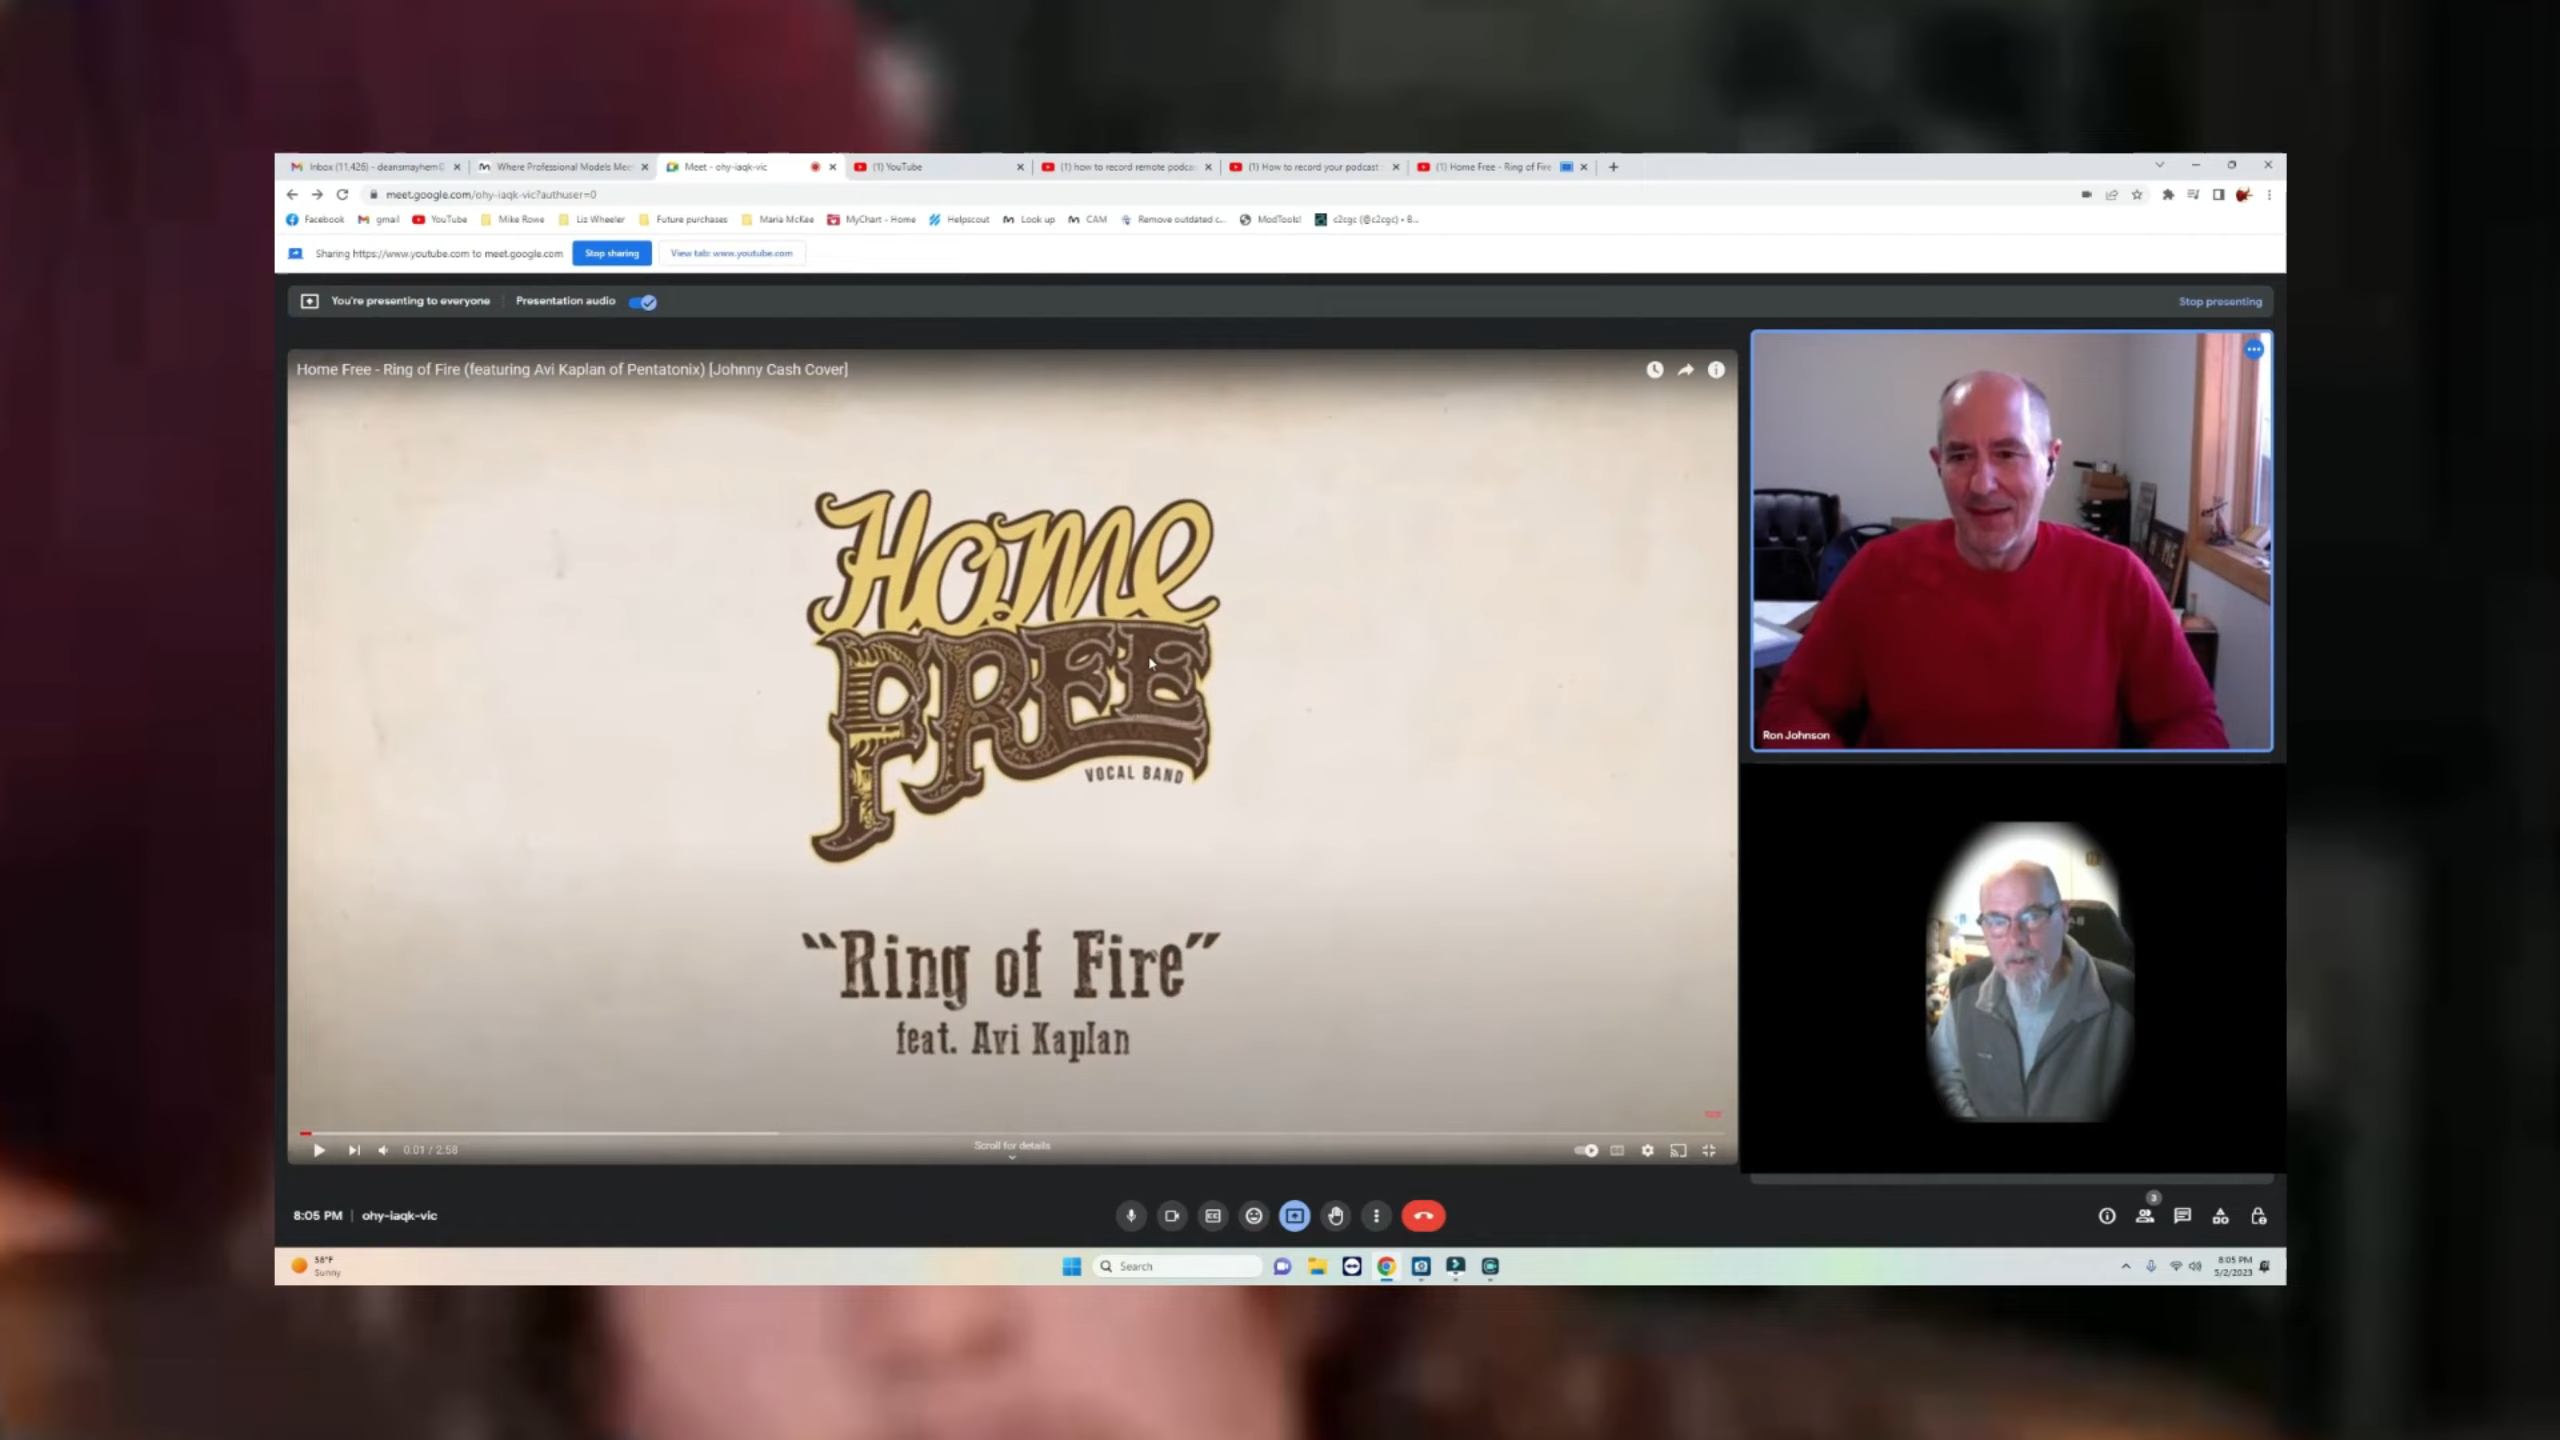 Inbox (11,426) - deansmayhem
Where Professional Models Mee
Meet - ohy-iaqk-vic
(1) YouTube
(1) how to record remote podca
(1) How to record your podcast
(1) Home Free - Ring of Fire
meet.google.com/ohy-iaqk-vic?authuser=0
Facebook
gmail
YouTube
Mike Rowe
Liz Wheeler
Future purchases
Maria McKee
MyChart - Home
Helpscout
Look up
CAM
Remove outdated c...
ModTools!
c2cgc (@c2cgc) • B...
Sharing https://www.youtube.com to meet.google.com
Stop sharing
View tab: www.youtube.com
You're presenting to everyone
Presentation audio
Stop presenting
Home Free - Ring of Fire (featuring Avi Kaplan of Pentatonix) [Johnny Cash Cover]
HOME
FREE
VOCAL BAND
"Ring of Fire"
feat. Avi Kaplan
Ron Johnson
0:01 / 2:58
Scroll for details
8:05 PM | ohy-iaqk-vic
3
58°F
Sunny
Search
8:05 PM
5/2/2023